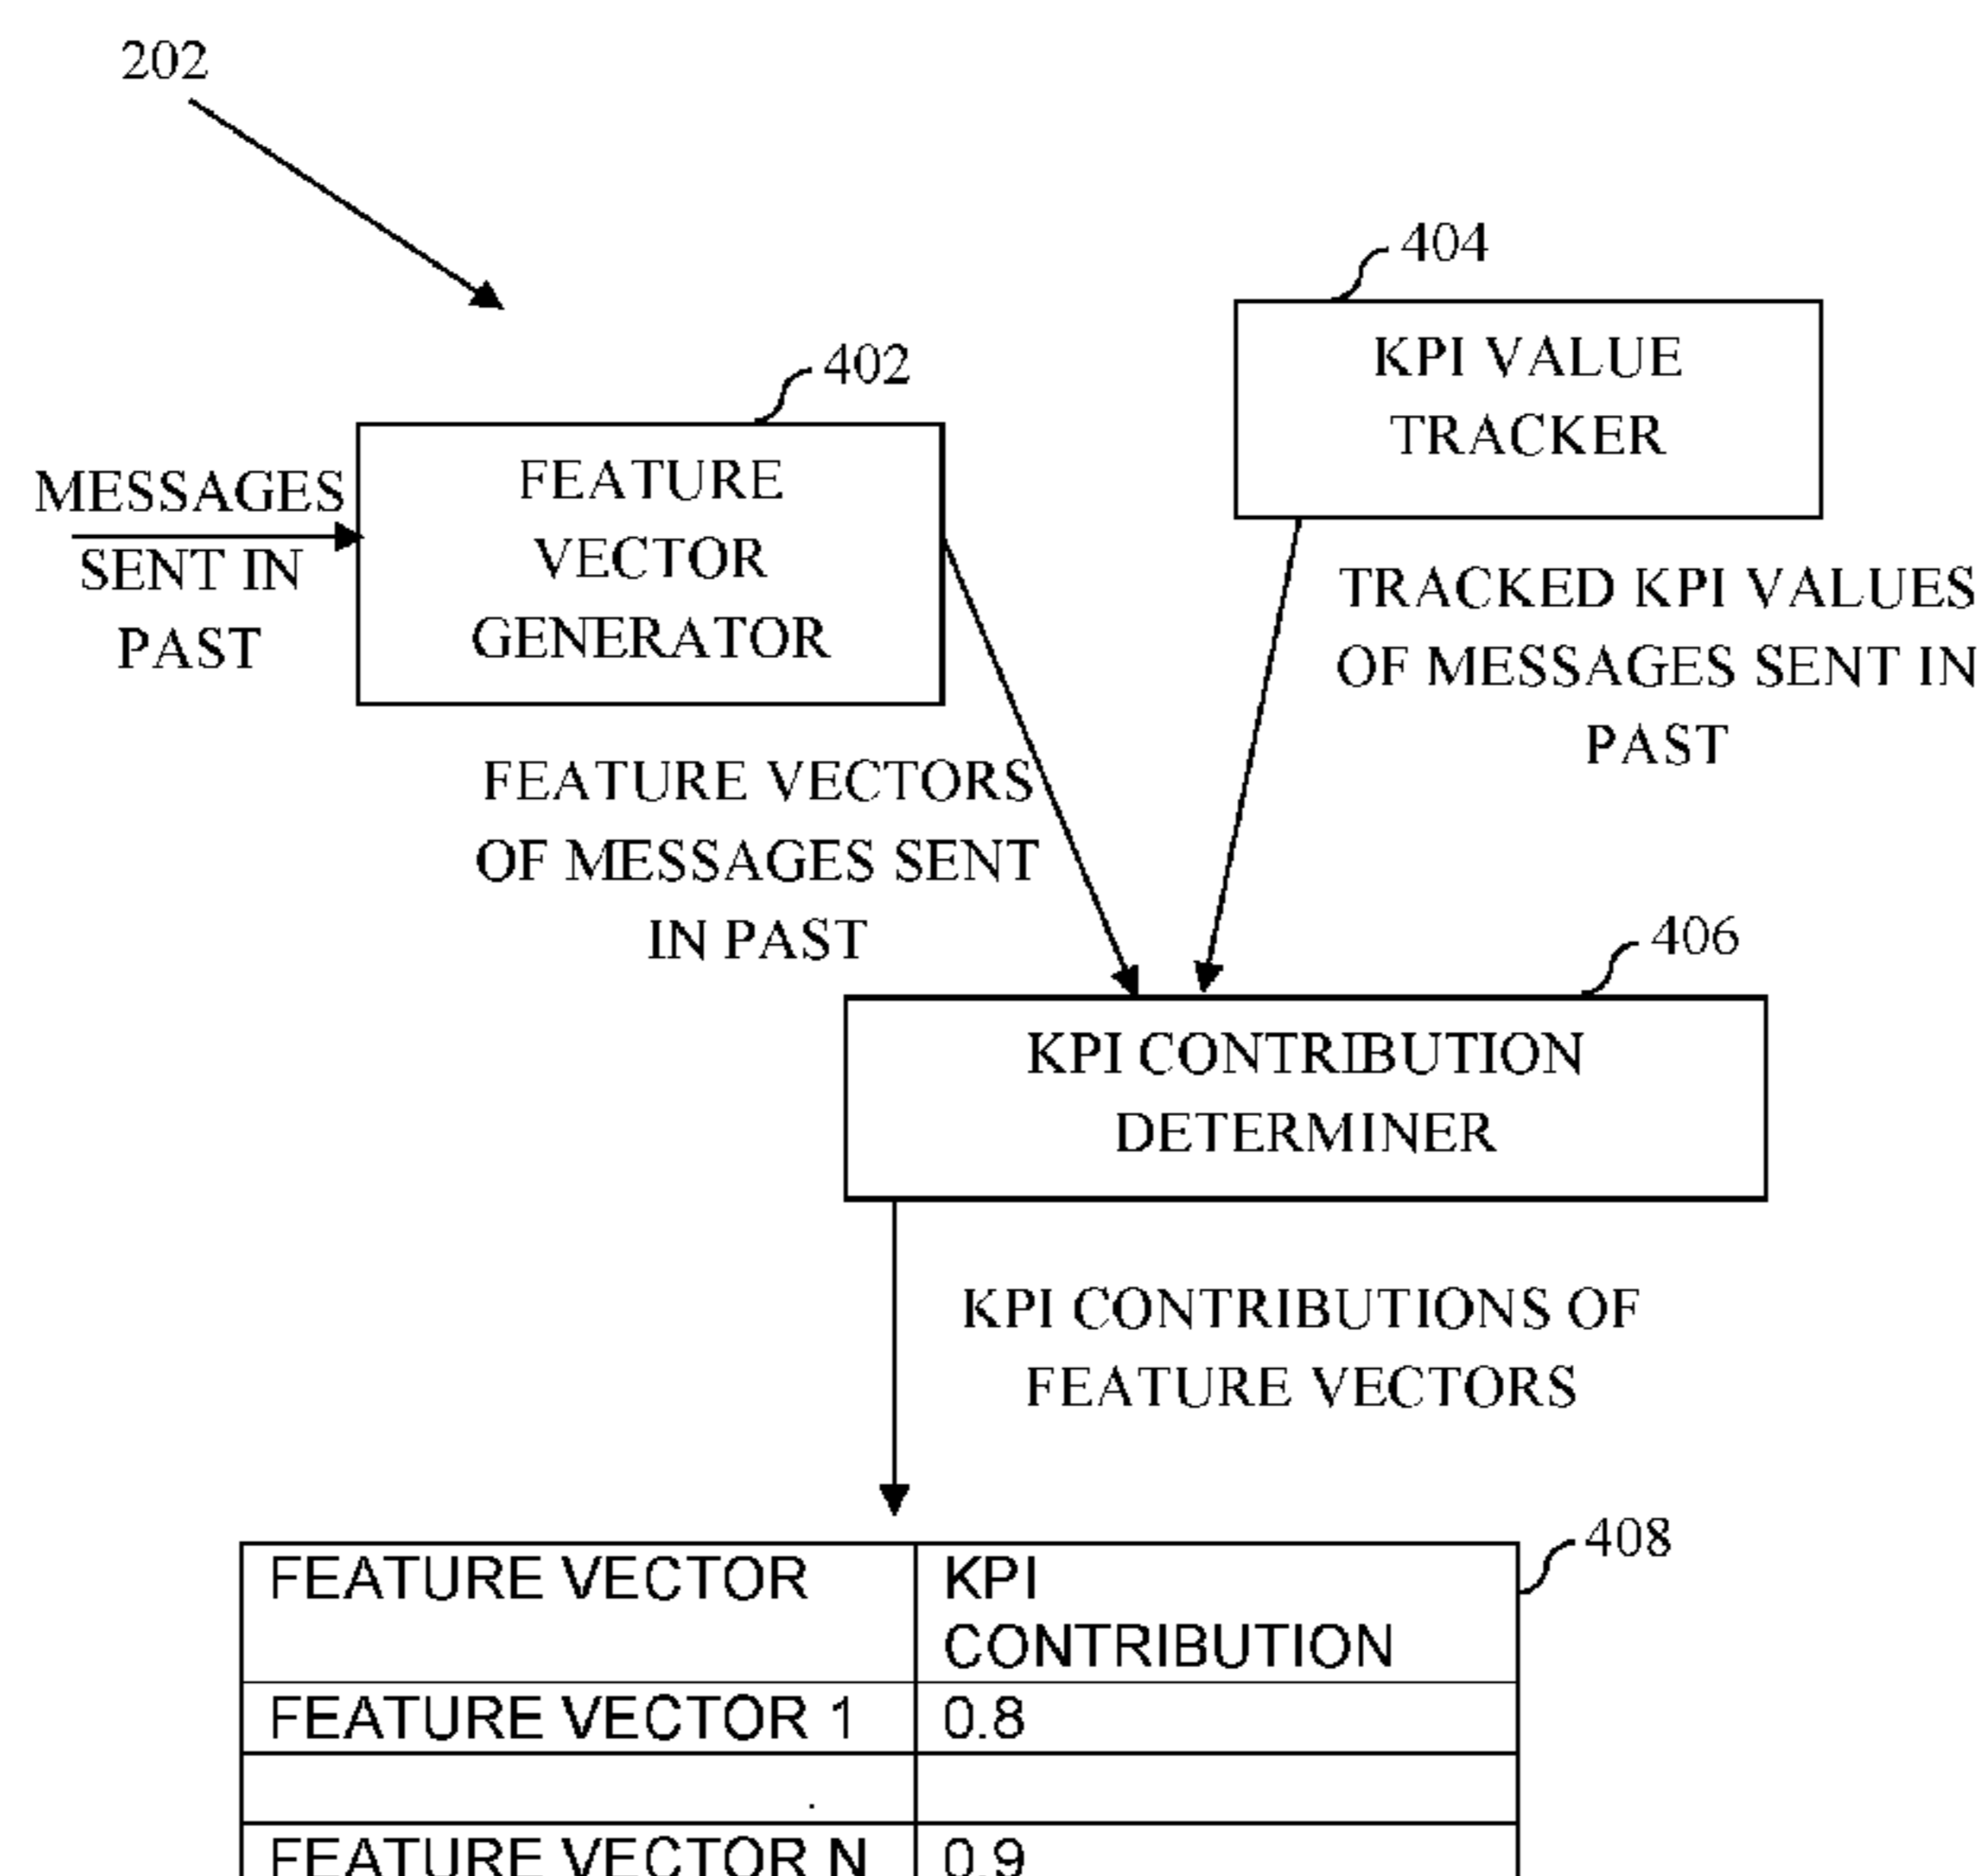 202
404
KPI VALUE
TRACKER
402
FEATURE
VECTOR
GENERATOR
MESSAGES
SENT IN
PAST
TRACKED KPI VALUES
OF MESSAGES SENT IN
PAST
FEATURE VECTORS
OF MESSAGES SENT
IN PAST
406
KPI CONTRIBUTION
DETERMINER
KPI CONTRIBUTIONS OF
FEATURE VECTORS
408
FEATURE VECTOR
KPI
CONTRIBUTION
FEATURE VECTOR 1
0.8
.
FEATURE VECTOR N
0.9